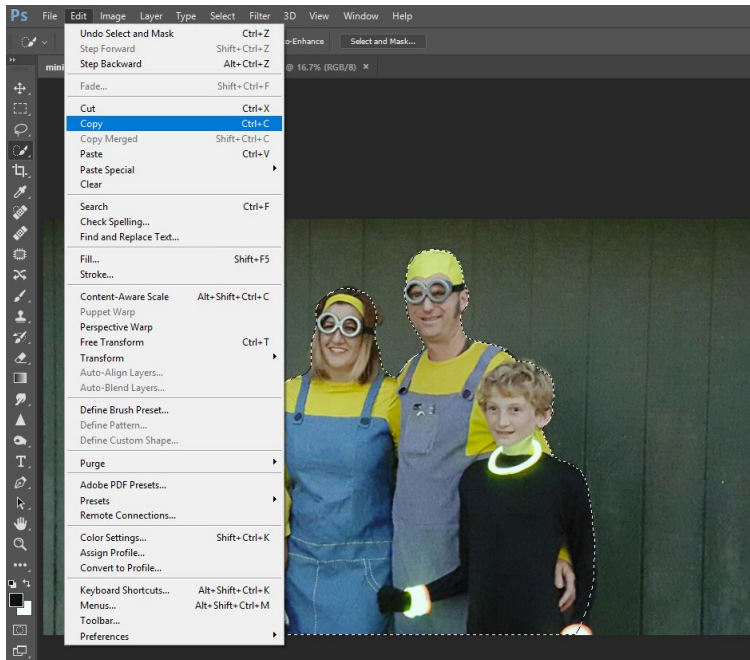 Ps File Edit Image Layer Type Select Filter 3D View Window Help
Undo Select and Mask Ctrl+Z
o-Enhance Select and Mask...
Step Forward Shift+Ctrl+Z
Step Backward Alt+Ctrl+Z
mini @ 16.7% (RGB/8) ×
Fade... Shift+Ctrl+F
Cut Ctrl+X
Copy Ctrl+C
Copy Merged Shift+Ctrl+C
Paste Ctrl+V
Paste Special
Clear
Search Ctrl+F
Check Spelling...
Find and Replace Text...
Fill... Shift+F5
Stroke...
Content-Aware Scale Alt+Shift+Ctrl+C
Puppet Warp
Perspective Warp
Free Transform Ctrl+T
Transform
Auto-Align Layers...
Auto-Blend Layers...
Define Brush Preset...
Define Pattern...
Define Custom Shape...
Purge
Adobe PDF Presets...
Presets
Remote Connections...
Color Settings... Shift+Ctrl+K
Assign Profile...
Convert to Profile...
Keyboard Shortcuts... Alt+Shift+Ctrl+K
Menus... Alt+Shift+Ctrl+M
Toolbar...
Preferences